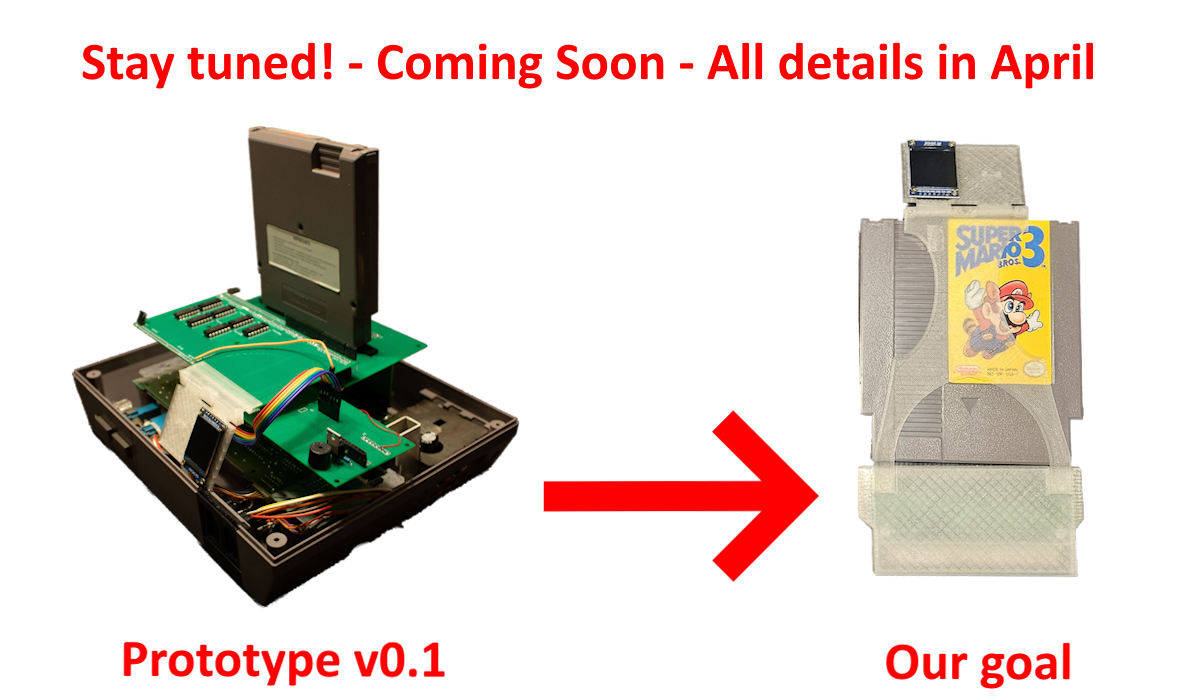 Stay tuned! - Coming Soon - All details in April
SUPER
MARIO 3
BROS.
Prototype v0.1
Our goal